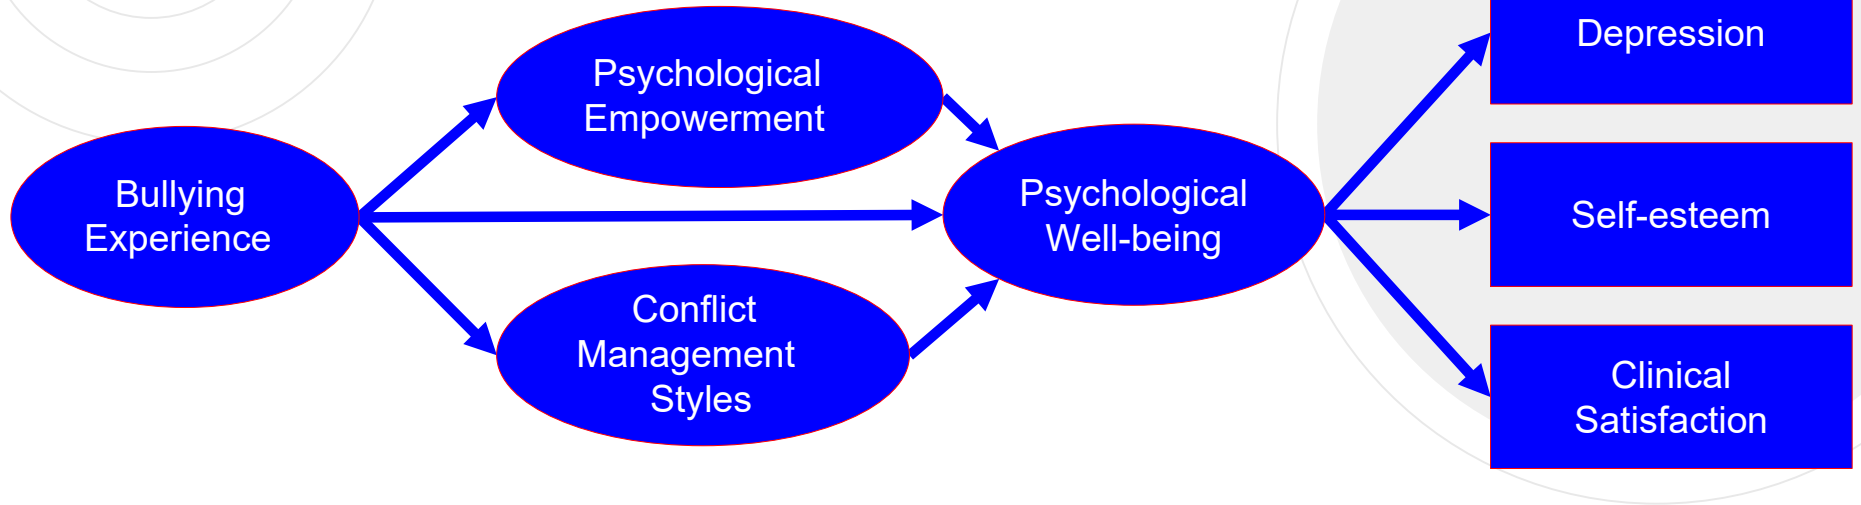 Bullying
Experience
Psychological
Empowerment
Conflict
Management
Styles
Psychological
Well-being
Depression
Self-esteem
Clinical
Satisfaction